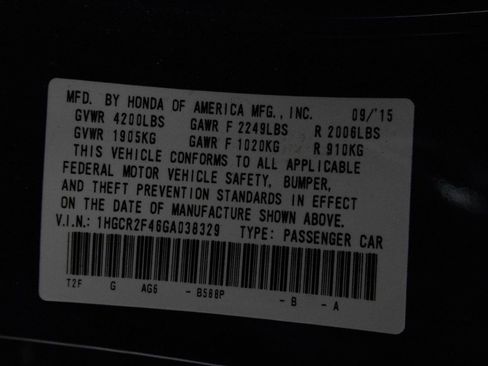 MFD. BY HONDA OF AMERICA MFG., INC. 09/'15
GVWR 4200LBS GAWR F 2249LBS R 2006LBS
GVWR 1905KG GAWR F 1020KG R 910KG
THIS VEHICLE CONFORMS TO ALL APPLICABLE
FEDERAL MOTOR VEHICLE SAFETY, BUMPER,
AND THEFT PREVENTION STANDARDS IN EFFECT
ON THE DATE OF MANUFACTURE SHOWN ABOVE.
V.I.N.: 1HGCR2F46GA038329 TYPE: PASSENGER CAR
T2F G AG6 - B588P - B - A